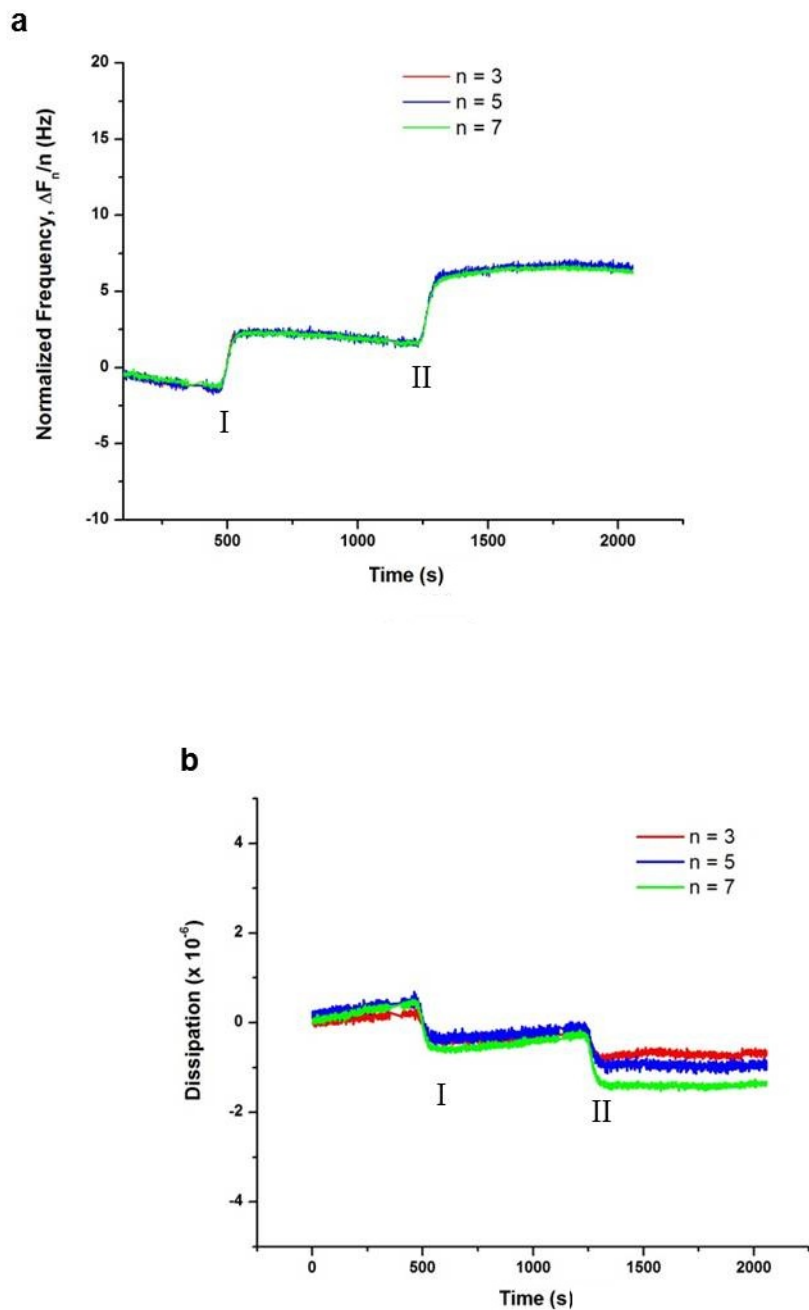 a
20
15
10
5
0
-5
-10
Normalized Frequency, ΔFn/n (Hz)
n = 3
n = 5
n = 7
I
II
500
1000
1500
2000
Time (s)
b
4
2
0
-2
-4
Dissipation (x 10⁻⁶)
n = 3
n = 5
n = 7
I
II
0
500
1000
1500
2000
Time (s)